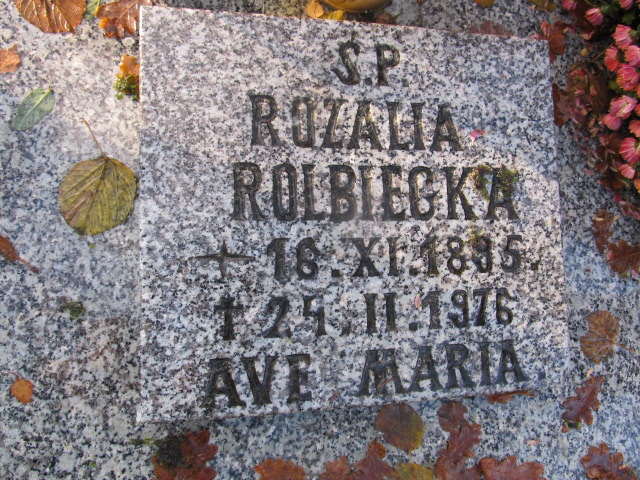 Ś.P
ROZALIA
ROLBIECKA
16.XI.1895.
† 24.II.1976
AVE MARIA